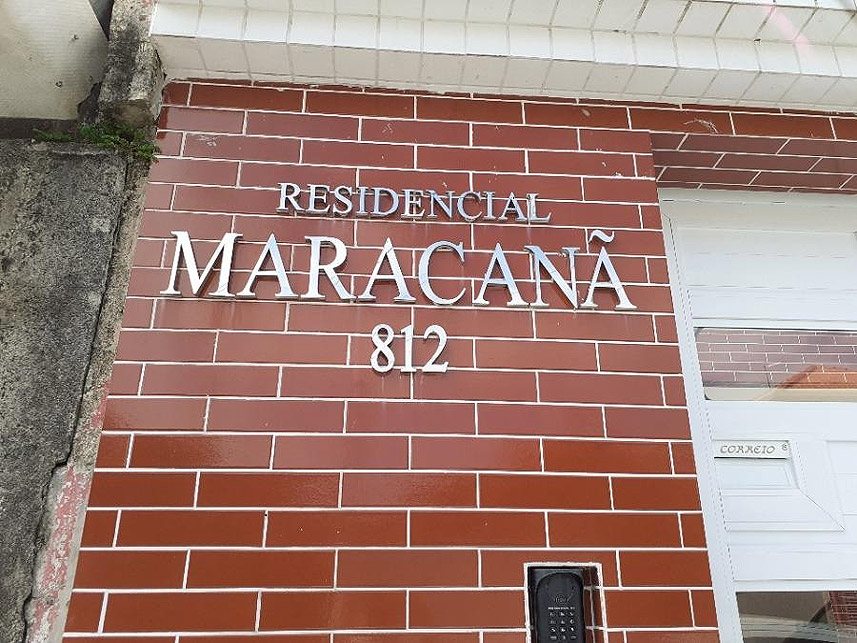 RESIDENCIAL
MARACANÃ
812
CORREIO